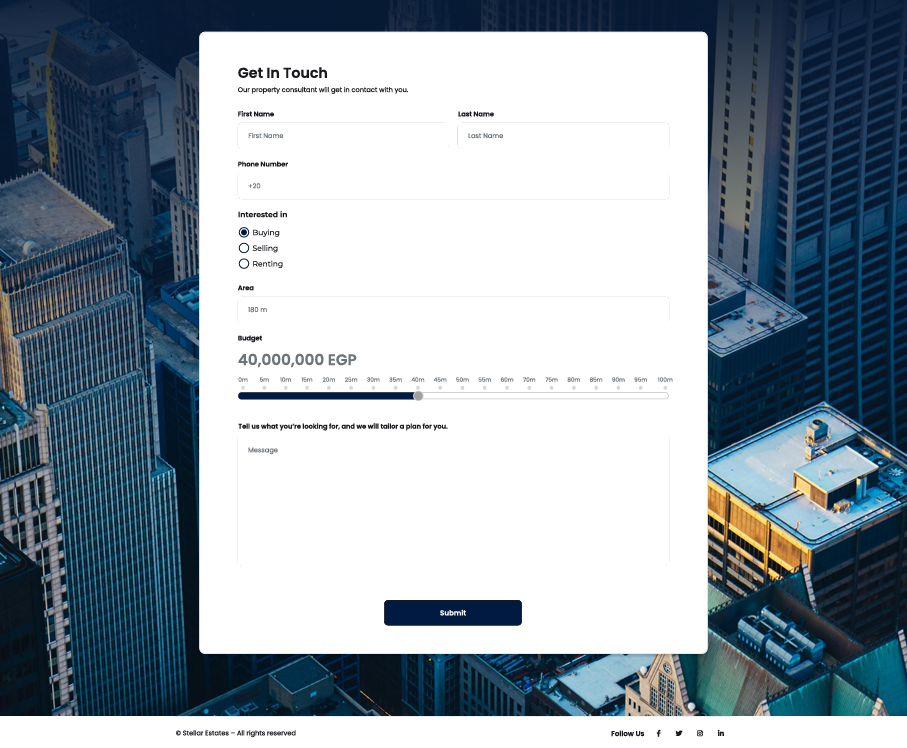 Get In Touch
Our property consultant will get in contact with you.
First Name Last Name
First Name Last Name
Phone Number
+20
Interested in
Buying
Selling
Renting
Area
180 m
Budget
40,000,000 EGP
0m 5m 10m 15m 20m 25m 30m 35m 40m 45m 50m 55m 60m 70m 75m 80m 85m 90m 95m 100m
Tell us what you're looking for, and we will tailor a plan for you.
Message
Submit
© Stellar Estates – All rights reserved Follow Us